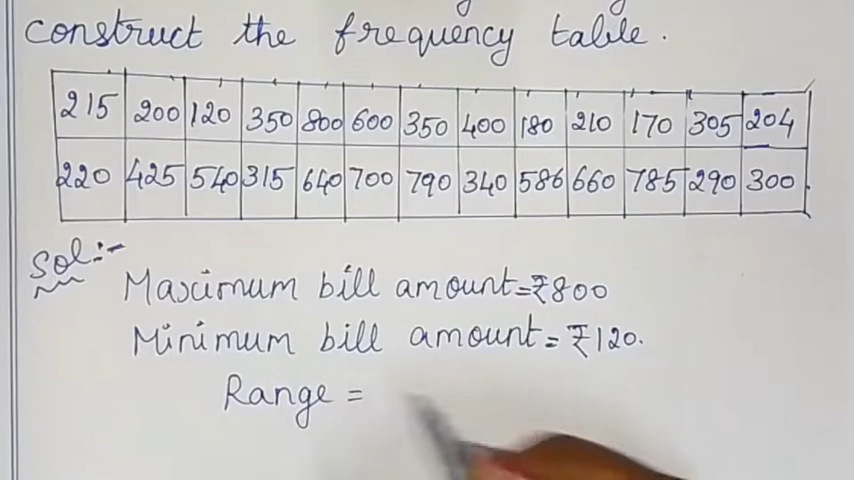 construct the frequency table.
215 200 120 350 800 600 350 400 180 210 170 305 204
220 425 540 315 640 700 790 340 586 660 785 290 300
Sol:-
Maximum bill amount=₹800
Minimum bill amount=₹120.
Range =